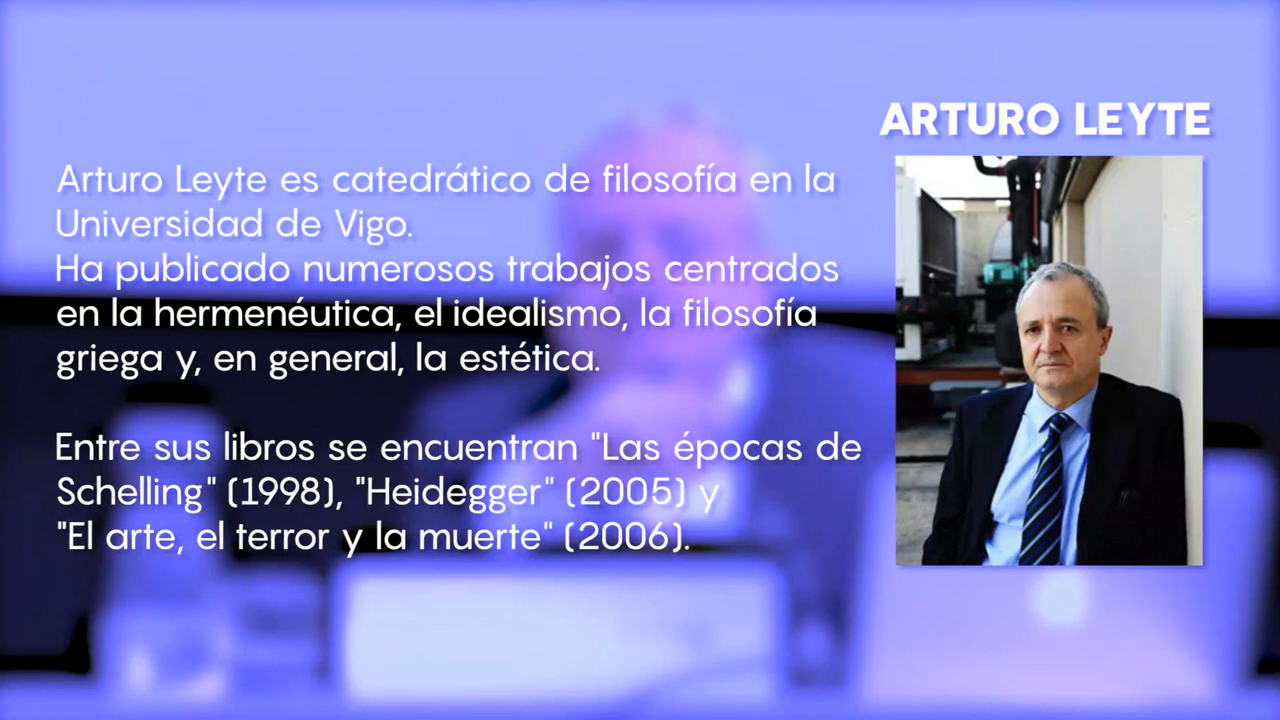 ARTURO LEYTE
Arturo Leyte es catedrático de filosofía en la
Universidad de Vigo.
Ha publicado numerosos trabajos centrados
en la hermenéutica, el idealismo, la filosofía
griega y, en general, la estética.
Entre sus libros se encuentran "Las épocas de
Schelling" (1998), "Heidegger" (2005) y
"El arte, el terror y la muerte" (2006).